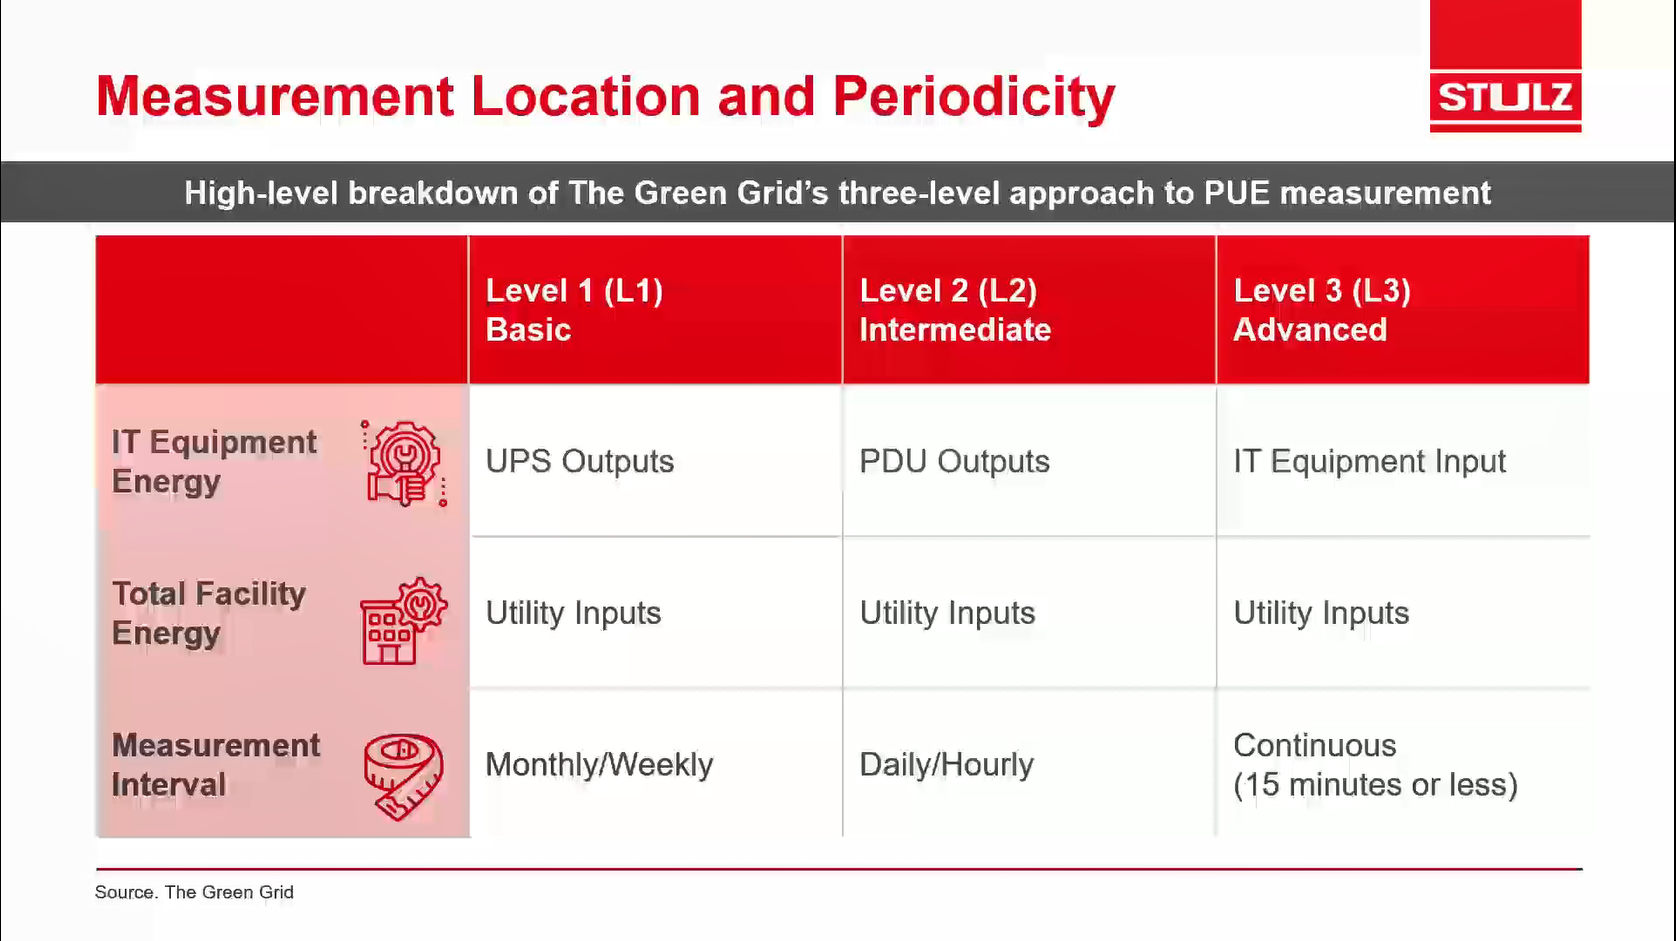 Measurement Location and Periodicity
STULZ
High-level breakdown of The Green Grid’s three-level approach to PUE measurement
Level 1 (L1)
Basic
Level 2 (L2)
Intermediate
Level 3 (L3)
Advanced
IT Equipment
Energy
UPS Outputs
PDU Outputs
IT Equipment Input
Total Facility
Energy
Utility Inputs
Utility Inputs
Utility Inputs
Measurement
Interval
Monthly/Weekly
Daily/Hourly
Continuous
(15 minutes or less)
Source. The Green Grid